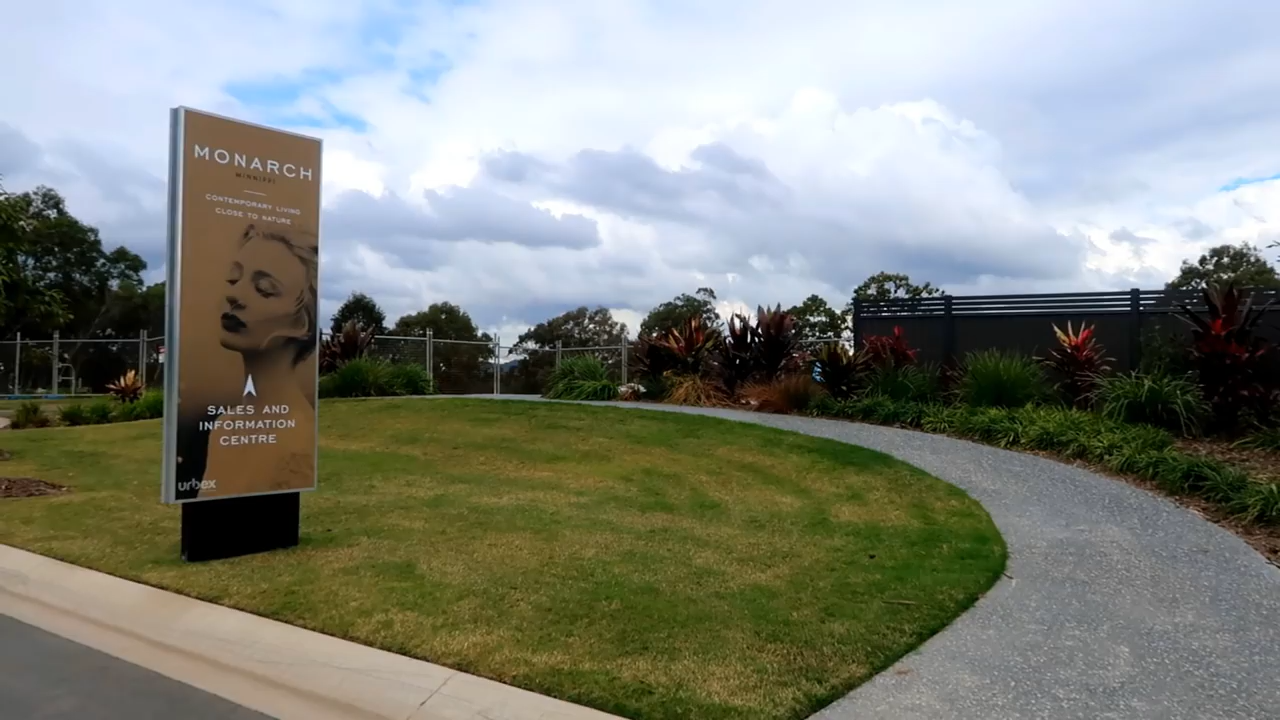 MONARCH
MINNIPPI
CONTEMPORARY LIVING
CLOSE TO NATURE
SALES AND
INFORMATION
CENTRE
urbex